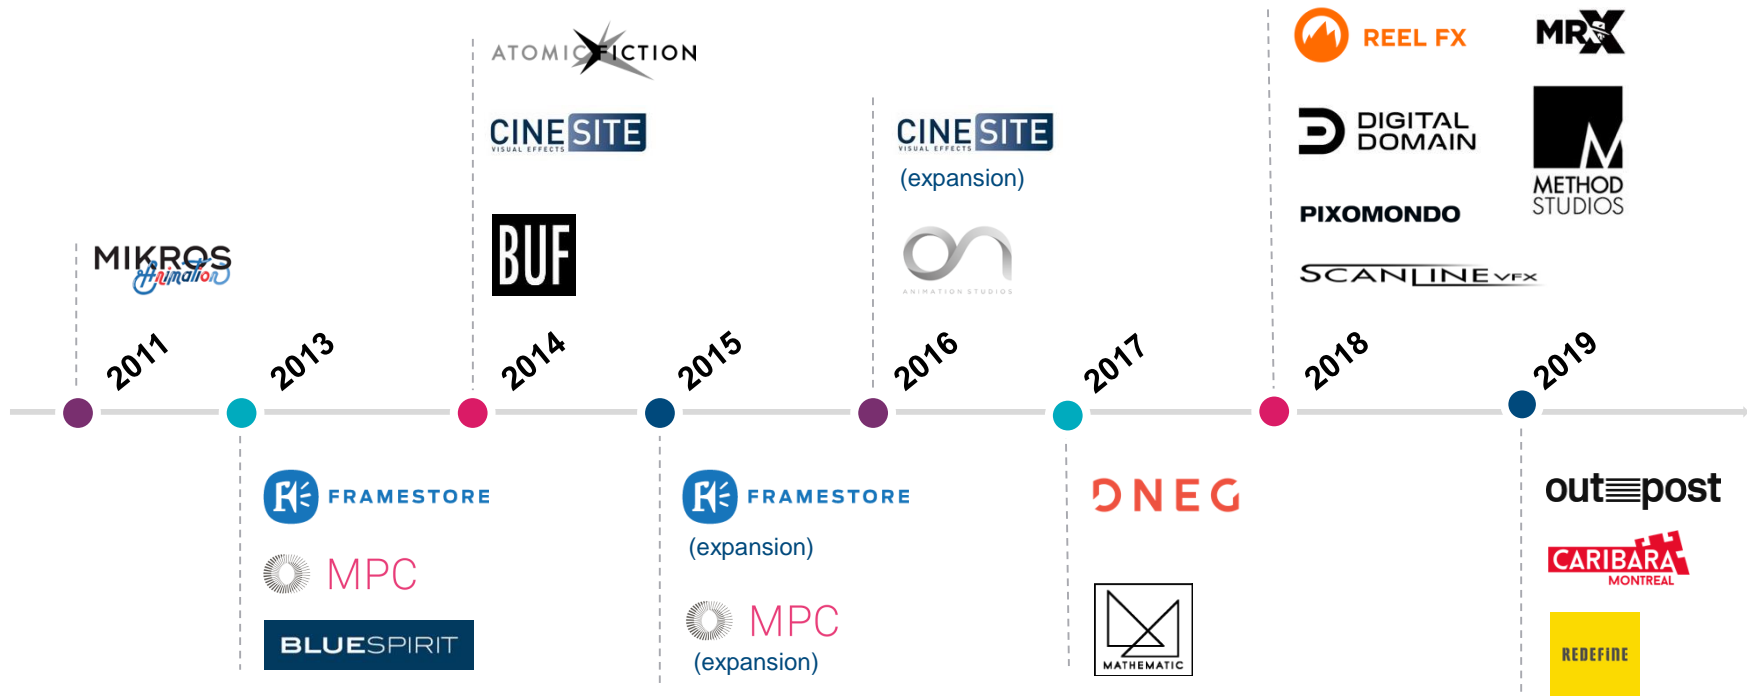 ATOMIC FICTION
CINESITE
VISUAL EFFECTS
BUF
MIKROS
Animation
CINESITE
VISUAL EFFECTS
(expansion)
on
ANIMATION STUDIOS
REEL FX
MR X
DIGITAL
DOMAIN
METHOD
STUDIOS
PIXOMONDO
SCANLINE VFX
2011
2013
2014
2015
2016
2017
2018
2019
FRAMESTORE
MPC
BLUESPIRIT
FRAMESTORE
(expansion)
MPC
(expansion)
DNEG
MATHEMATIC
outpost
CARIBARA
MONTREAL
REDEFINE